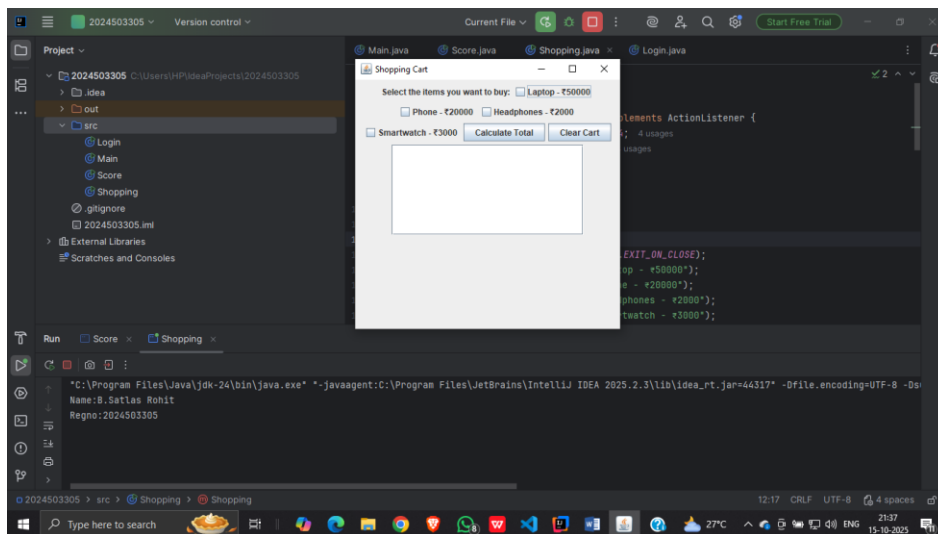 2024503305
Version control
Current File
Start Free Trial
Project
Main.java
Score.java
Shopping.java
Login.java
2024503305 C:\Users\HP\IdeaProjects\2024503305
.idea
out
src
Login
Main
Score
Shopping
.gitignore
2024503305.iml
External Libraries
Scratches and Consoles
Shopping Cart
Select the items you want to buy:
Laptop - ₹50000
Phone - ₹20000
Headphones - ₹2000
Smartwatch - ₹3000
Calculate Total
Clear Cart
2
plements ActionListener {
; 4 usages
usages
EXIT_ON_CLOSE);
top - ₹50000");
e - ₹20000");
dphones - ₹2000");
rtwatch - ₹3000");
Run
Score
Shopping
"C:\Program Files\Java\jdk-24\bin\java.exe" "-javaagent:C:\Program Files\JetBrains\IntelliJ IDEA 2025.2.3\lib\idea_rt.jar=44317" -Dfile.encoding=UTF-8 -Ds
Name:B.Satlas Rohit
Regno:2024503305
2024503305 > src > Shopping > Shopping
12:17 CRLF UTF-8 4 spaces
Type here to search
27°C
ENG
21:37
15-10-2025